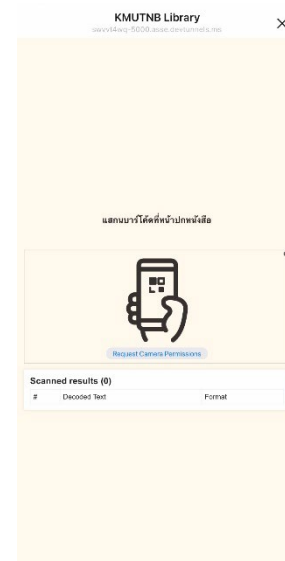 KMUTNB Library
แสกนบาร์โค้ดที่หน้าปกหนังสือ
Request Camera Permissions
Scanned results (0)
# Decoded Text Format